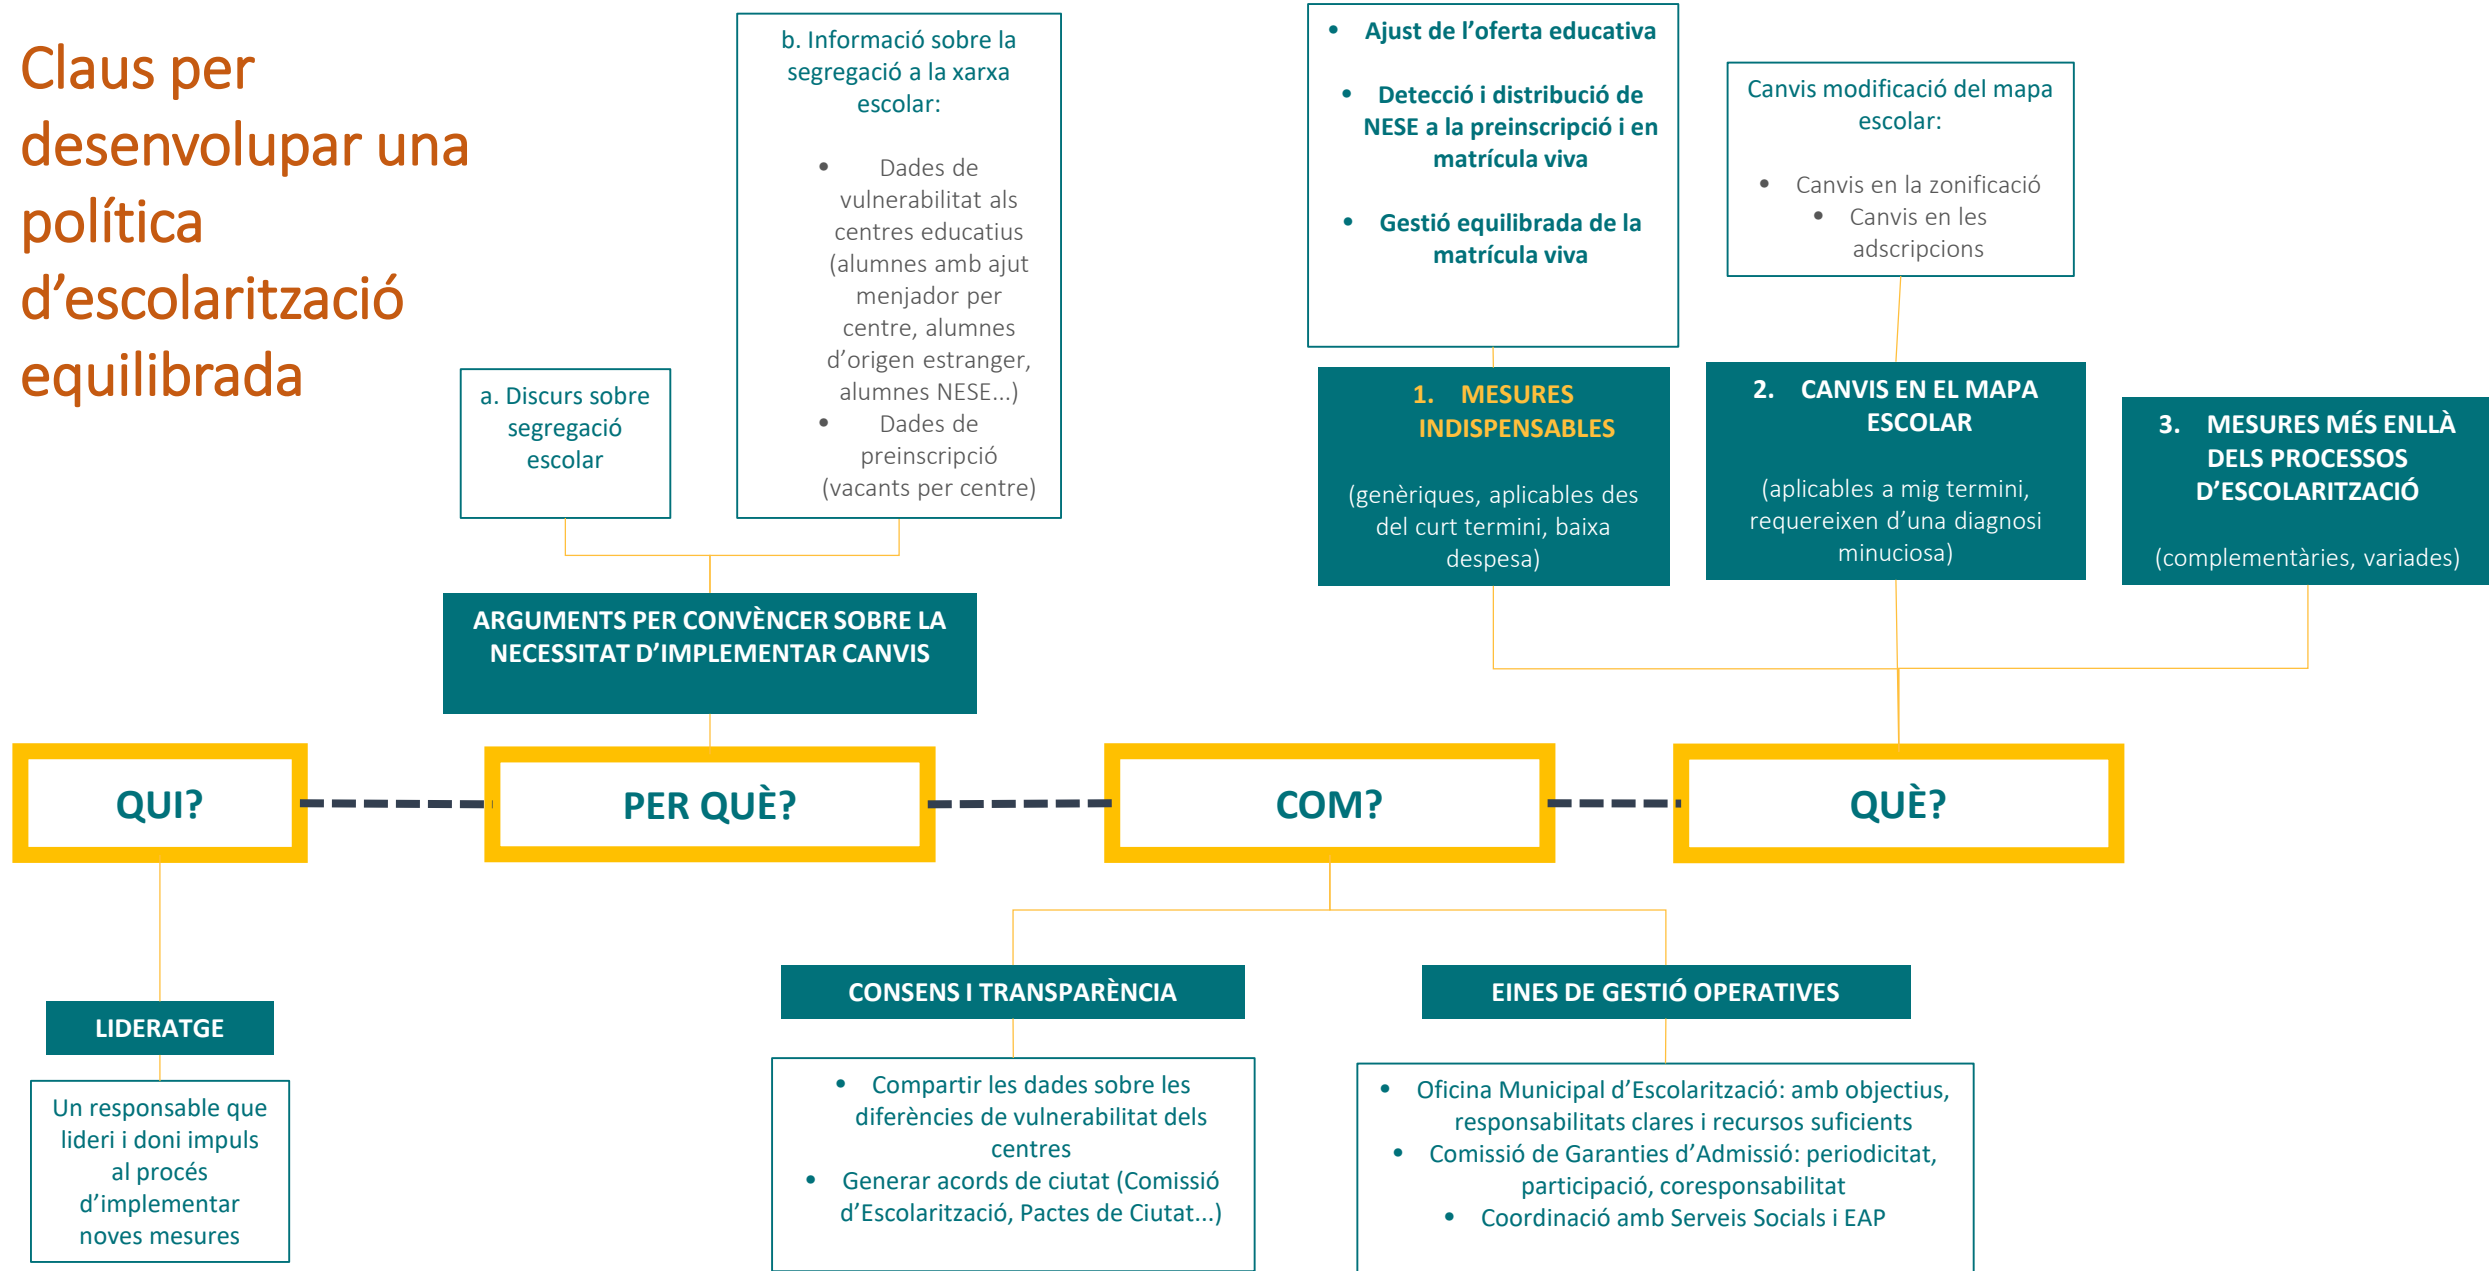 Claus per
desenvolupar una
política
d’escolarització
equilibrada
a. Discurs sobre
segregació
escolar
b. Informació sobre la
segregació a la xarxa
escolar:
• Dades de
vulnerabilitat als
centres educatius
(alumnes amb ajut
menjador per
centre, alumnes
d’origen estranger,
alumnes NESE...)
• Dades de
preinscripció
(vacants per centre)
• Ajust de l’oferta educativa
• Detecció i distribució de
NESE a la preinscripció i en
matrícula viva
• Gestió equilibrada de la
matrícula viva
Canvis modificació del mapa
escolar:
• Canvis en la zonificació
• Canvis en les
adscripcions
1. MESURES
INDISPENSABLES
(genèriques, aplicables des
del curt termini, baixa
despesa)
2. CANVIS EN EL MAPA
ESCOLAR
(aplicables a mig termini,
requereixen d’una diagnosi
minuciosa)
3. MESURES MÉS ENLLÀ
DELS PROCESSOS
D’ESCOLARITZACIÓ
(complementàries, variades)
ARGUMENTS PER CONVÈNCER SOBRE LA
NECESSITAT D’IMPLEMENTAR CANVIS
QUI?
PER QUÈ?
COM?
QUÈ?
LIDERATGE
Un responsable que
lideri i doni impuls
al procés
d’implementar
noves mesures
CONSENS I TRANSPARÈNCIA
• Compartir les dades sobre les
diferències de vulnerabilitat dels
centres
• Generar acords de ciutat (Comissió
d’Escolarització, Pactes de Ciutat...)
EINES DE GESTIÓ OPERATIVES
• Oficina Municipal d’Escolarització: amb objectius,
responsabilitats clares i recursos suficients
• Comissió de Garanties d’Admissió: periodicitat,
participació, coresponsabilitat
• Coordinació amb Serveis Socials i EAP